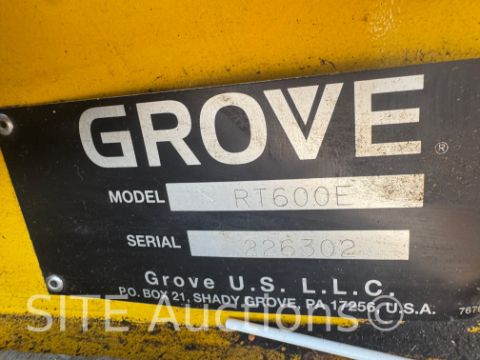 GROVE®
MODEL RT600E
SERIAL 226302
Grove U.S. L.L.C.
P.O. BOX 21, SHADY GROVE, PA 17256, U.S.A.
SITE Auctions©